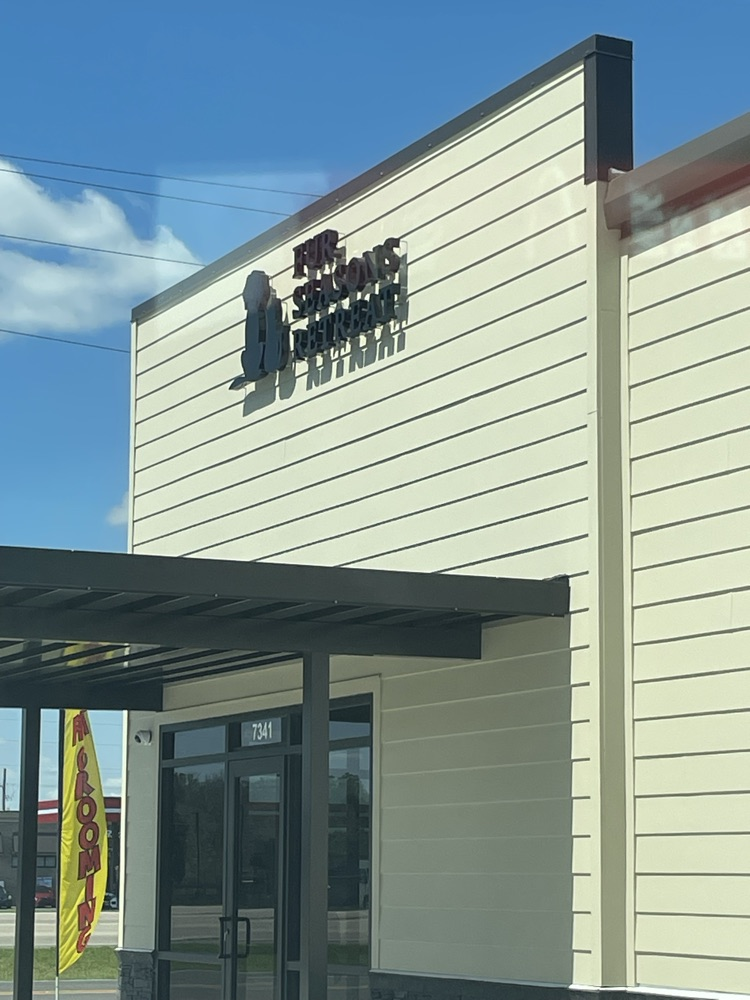 FUR
SEASONS
RETREAT
7341
GROOMING